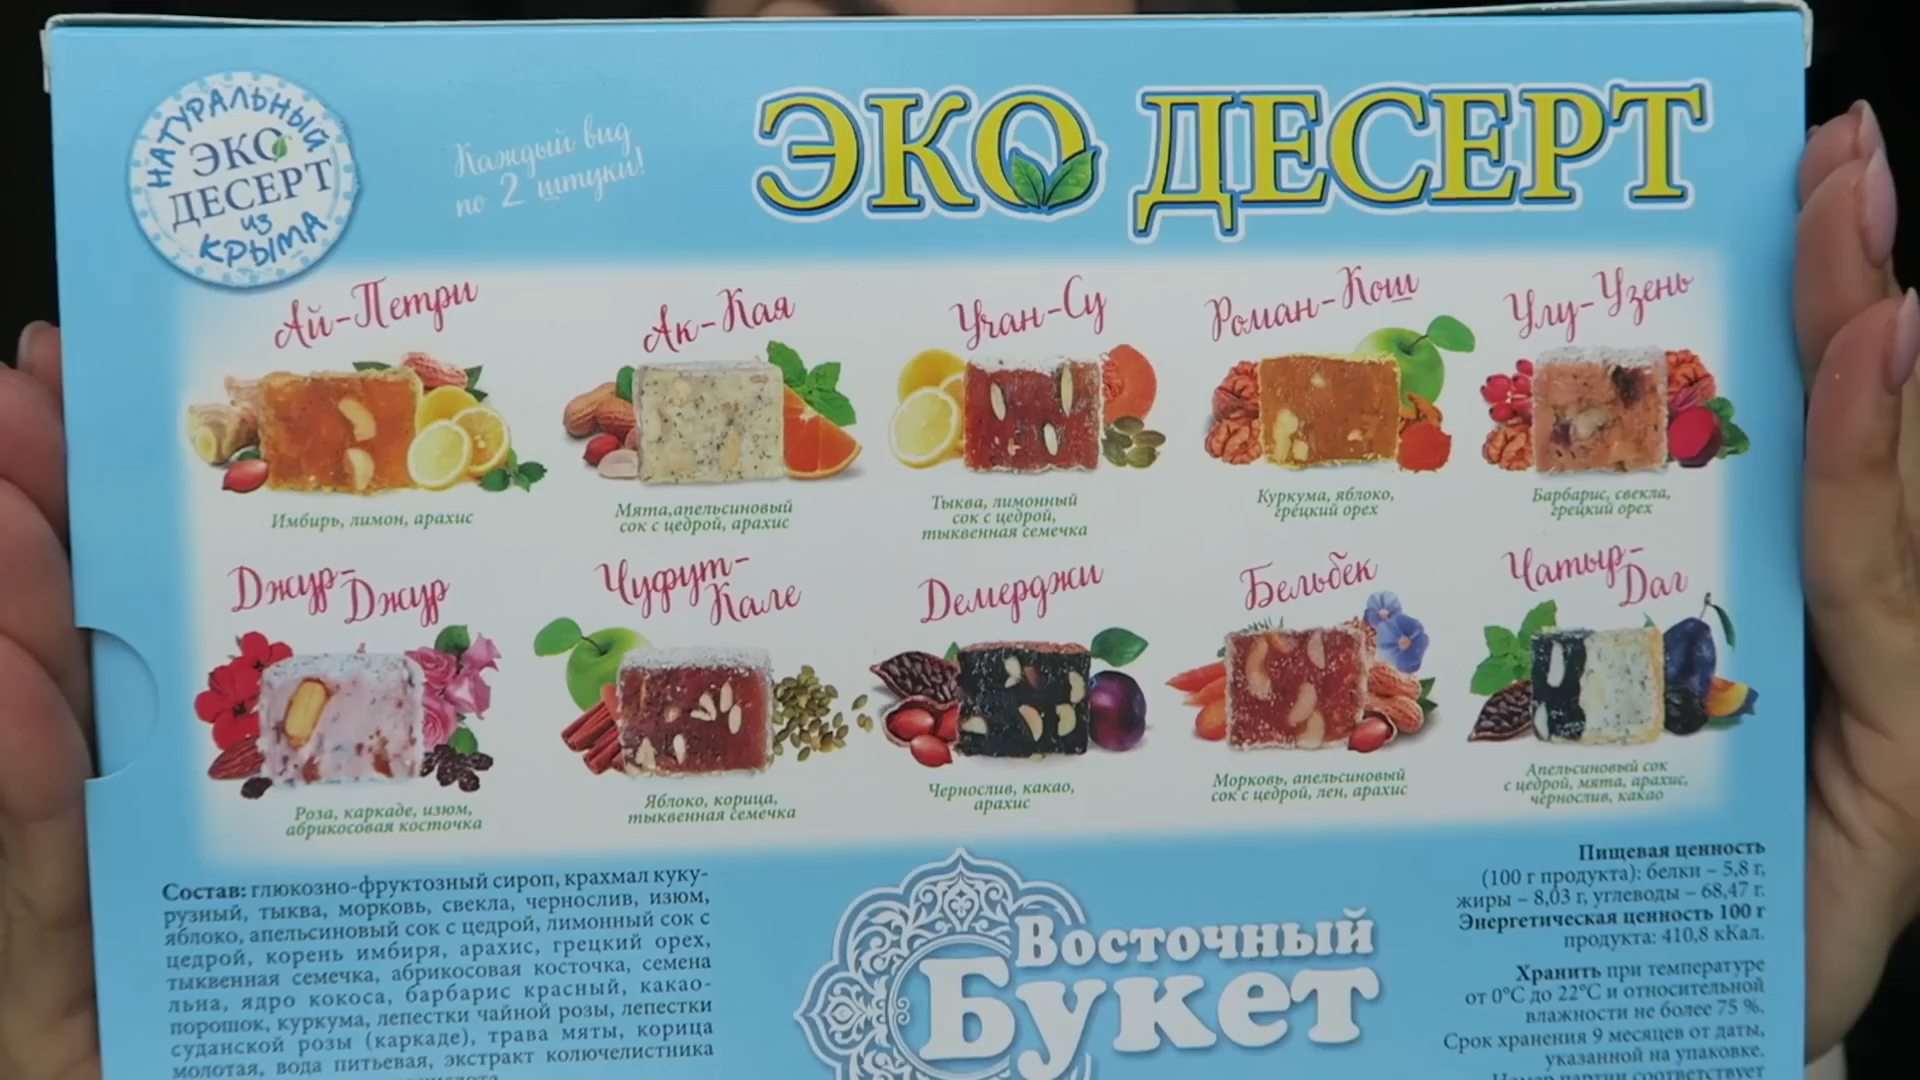 НАТУРАЛЬНЫЙ
ЭКО
ДЕСЕРТ
ИЗ
КРЫМА
Каждый вид
по 2 штуки!
ЭКО ДЕСЕРТ
Ай-Петри
Ак-Кая
Учан-Су
Роман-Кош
Улу-Узень
Имбирь, лимон, арахис
Мята,апельсиновый
сок с цедрой, арахис
Тыква, лимонный
сок с цедрой,
тыквенная семечка
Куркума, яблоко,
грецкий орех
Барбарис, свекла,
грецкий орех
Джур-
Джур
Чуфут-
Кале
Демерджи
Бельбек
Чатыр-
Даг
Роза, каркаде, изюм,
абрикосовая косточка
Яблоко, корица,
тыквенная семечка
Чернослив, какао,
арахис
Морковь, апельсиновый
сок с цедрой, лен, арахис
Апельсиновый сок
с цедрой, мята, арахис,
чернослив, какао
Состав: глюкозно-фруктозный сироп, крахмал куку-
рузный, тыква, морковь, свекла, чернослив, изюм,
яблоко, апельсиновый сок с цедрой, лимонный сок с
цедрой, корень имбиря, арахис, грецкий орех,
тыквенная семечка, абрикосовая косточка, семена
льна, ядро кокоса, барбарис красный, какао-
порошок, куркума, лепестки чайной розы, лепестки
суданской розы (каркаде), трава мяты, корица
молотая, вода питьевая, экстракт колючелистника
Восточный
Букет
Пищевая ценность
(100 г продукта): белки – 5,8 г,
жиры – 8,03 г, углеводы – 68,47 г.
Энергетическая ценность 100 г
продукта: 410,8 кКал.
Хранить при температуре
от 0°С до 22°С и относительной
влажности не более 75 %.
Срок хранения 9 месяцев от даты,
указанной на упаковке.
Номер партии соответствует